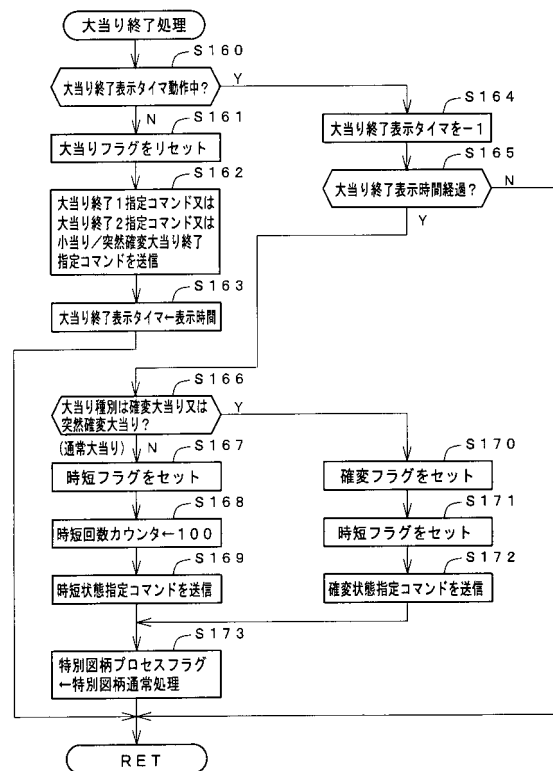 大当り終了処理
S160
大当り終了表示タイマ動作中?
Y
N
S161
大当りフラグをリセット
S162
大当り終了1指定コマンド又は
大当り終了2指定コマンド又は
小当り/突然確変大当り終了
指定コマンドを送信
S163
大当り終了表示タイマ←表示時間
S164
大当り終了表示タイマを-1
S165
大当り終了表示時間経過?
N
Y
S166
大当り種別は確変大当り又は
突然確変大当り?
Y
(通常大当り)
N
S167
時短フラグをセット
S168
時短回数カウンタ←100
S169
時短状態指定コマンドを送信
S170
確変フラグをセット
S171
時短フラグをセット
S172
確変状態指定コマンドを送信
S173
特別図柄プロセスフラグ
←特別図柄通常処理
RET